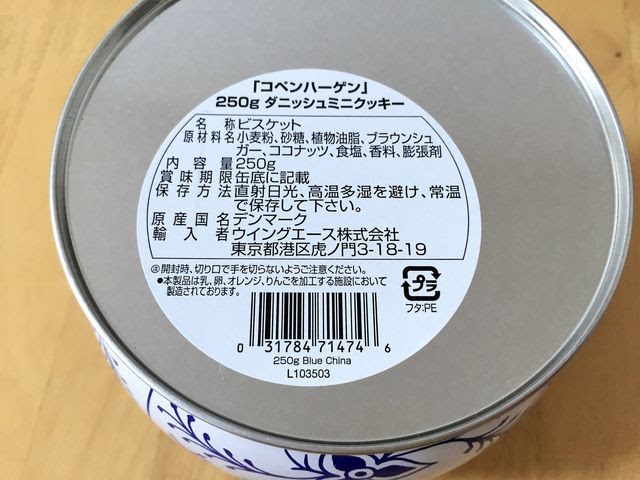 「コペンハーゲン」
250g ダニッシュミニクッキー
名称 ビスケット
原材料名 小麦粉、砂糖、植物油脂、ブラウンシュ
ガー、ココナッツ、食塩、香料、膨張剤
内容量 250g
賞味期限 缶底に記載
保存方法 直射日光、高温多湿を避け、常温
で保存して下さい。
原産国名 デンマーク
輸入者 ウイングエース株式会社
東京都港区虎ノ門3-18-19
㊟開封時、切り口で手を切らないようご注意ください。
●本製品は乳、卵、オレンジ、りんごを加工する施設において
製造されております。
プラ
フタ:PE
0 31784 71474 6
250g Blue China
L103503